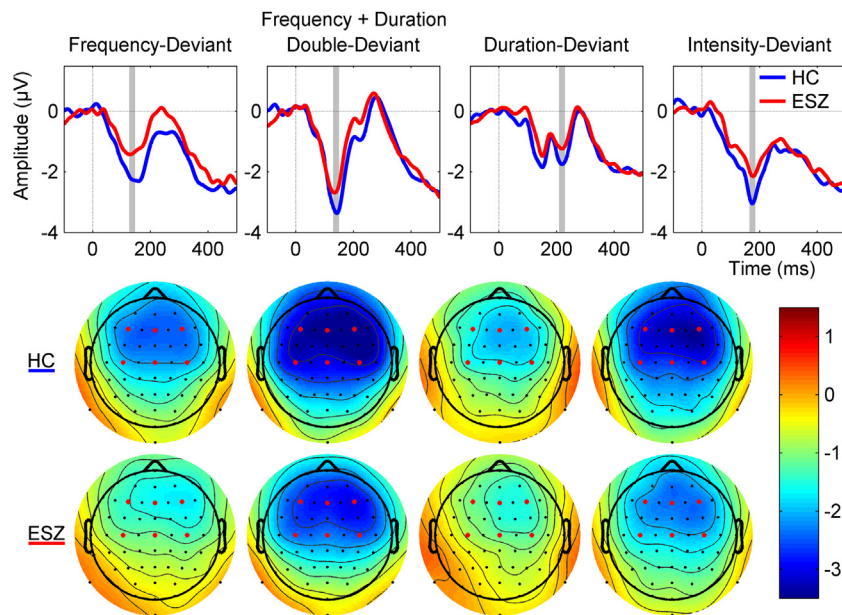 Frequency-Deviant
Frequency + Duration
Double-Deviant
Duration-Deviant
Intensity-Deviant
Amplitude (µV)
0
-2
-4
0 200 400
0
-2
-4
0 200 400
0
-2
-4
0 200 400
0
-2
-4
0 200 400
HC
ESZ
Time (ms)
HC
ESZ
1
0
-1
-2
-3